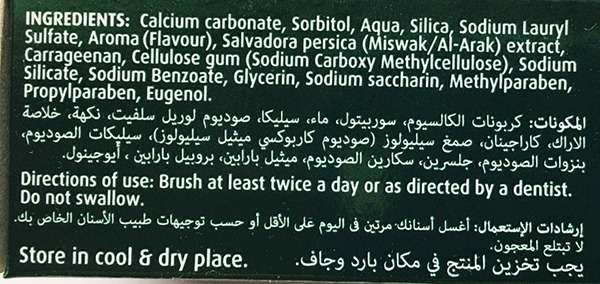 INGREDIENTS: Calcium carbonate, Sorbitol, Aqua, Silica, Sodium Lauryl
Sulfate, Aroma (Flavour), Salvadora persica (Miswak/Al-Arak) extract,
Carrageenan, Cellulose gum (Sodium Carboxy Methylcellulose), Sodium
Silicate, Sodium Benzoate, Glycerin, Sodium saccharin, Methylparaben,
Propylparaben, Eugenol.
المكونات: كربونات الكالسيوم، سوربيتول، ماء، سيليكا، صوديوم لوريل سلفيت، نكهة، خلاصة
الاراك، كاراجينان، صمغ سيليولوز (صوديوم كاربوكسي ميثيل سيليولوز)، سيليكات الصوديوم،
بنزوات الصوديوم، جلسرين، سكارين الصوديوم، ميثيل بارابين، بروبيل بارابين ، أيوجينول.
Directions of use: Brush at least twice a day or as directed by a dentist.
Do not swallow.
إرشادات الإستعمال: أغسل أسنانك مرتين في اليوم على الأقل أو حسب توجيهات طبيب الأسنان الخاص بك.
لا تبتلع المعجون.
Store in cool & dry place.
يجب تخزين المنتج في مكان بارد وجاف.